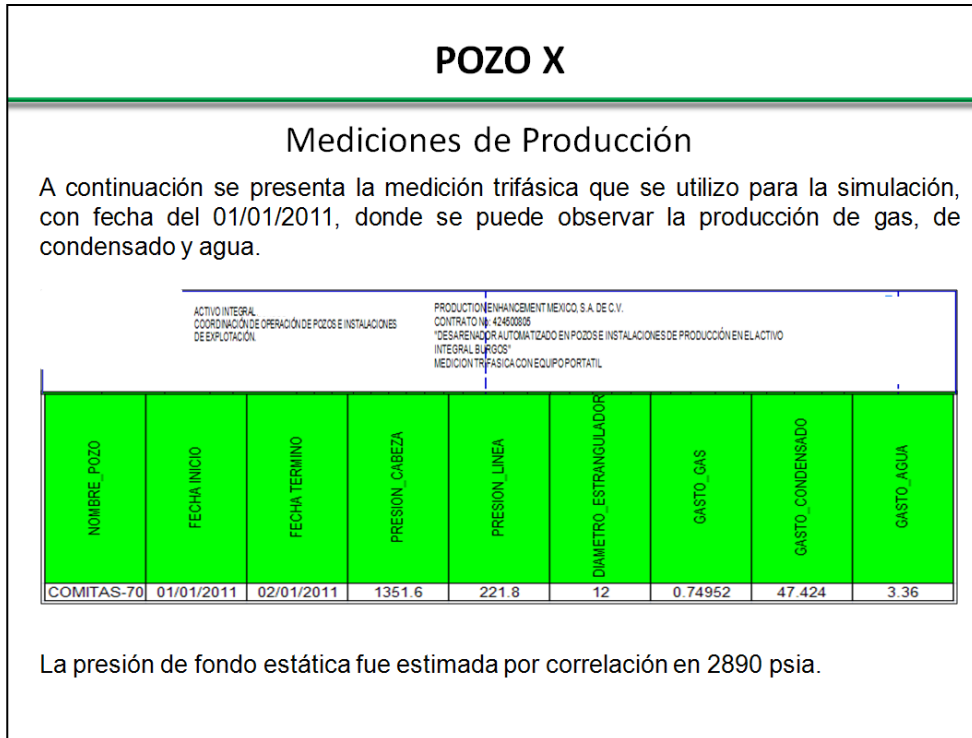 POZO X
Mediciones de Producción
A continuación se presenta la medición trifásica que se utilizo para la simulación,
con fecha del 01/01/2011, donde se puede observar la producción de gas, de
condensado y agua.
ACTIVO INTEGRAL
COORDINACIÓN DE OPERACIÓN DE POZOS E INSTALACIONES
DE EXPLOTACIÓN.
PRODUCTION ENHANCEMENT MEXICO, S.A. DE C.V.
CONTRATO No: 424500805
"DESARENADOR AUTOMATIZADO EN POZOS E INSTALACIONES DE PRODUCCIÓN EN EL ACTIVO
INTEGRAL BURGOS"
MEDICION TRIFASICA CON EQUIPO PORTATIL
NOMBRE_POZO FECHA INICIO FECHA TERMINO PRESION_CABEZA PRESION_LINEA DIAMETRO_ESTRANGULADOR GASTO_GAS GASTO_CONDENSADO GASTO_AGUA
COMITAS-70 01/01/2011 02/01/2011 1351.6 221.8 12 0.74952 47.424 3.36
La presión de fondo estática fue estimada por correlación en 2890 psia.